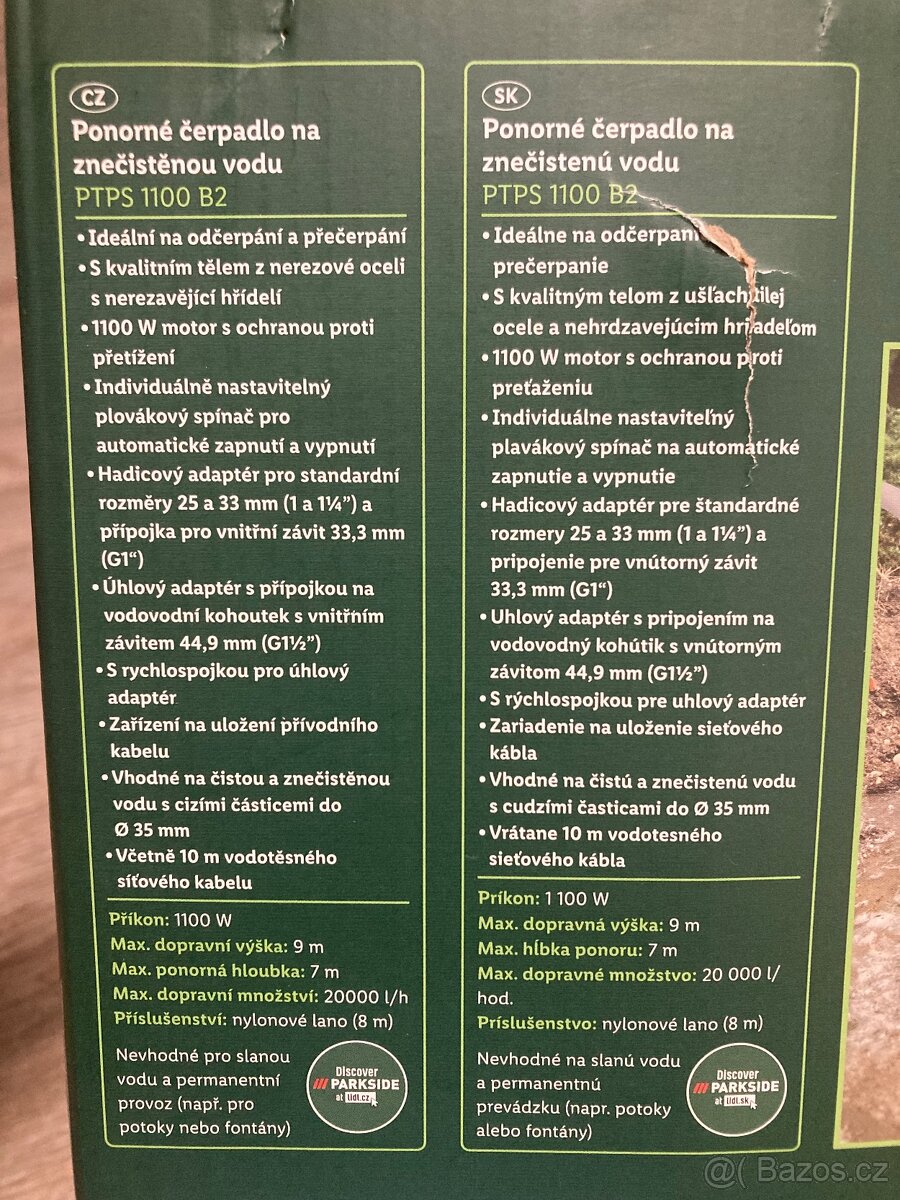 CZ
Ponorné čerpadlo na
znečistěnou vodu
PTPS 1100 B2
• Ideální na odčerpání a přečerpání
• S kvalitním tělem z nerezové oceli
s nerezavějící hřídelí
• 1100 W motor s ochranou proti
přetížení
• Individuálně nastavitelný
plovákový spínač pro
automatické zapnutí a vypnutí
• Hadicový adaptér pro standardní
rozměry 25 a 33 mm (1 a 1¼”) a
přípojka pro vnitřní závit 33,3 mm
(G1“)
• Úhlový adaptér s přípojkou na
vodovodní kohoutek s vnitřním
závitem 44,9 mm (G1½”)
• S rychlospojkou pro úhlový
adaptér
• Zařízení na uložení přívodního
kabelu
• Vhodné na čistou a znečistěnou
vodu s cizími částicemi do
Ø 35 mm
• Včetně 10 m vodotěsného
síťového kabelu
Příkon: 1100 W
Max. dopravní výška: 9 m
Max. ponorná hloubka: 7 m
Max. dopravní množství: 20000 l/h
Příslušenství: nylonové lano (8 m)
Nevhodné pro slanou
vodu a permanentní
provoz (např. pro
potoky nebo fontány)
Discover
PARKSIDE
at lidl.cz
SK
Ponorné čerpadlo na
znečistenú vodu
PTPS 1100 B2
• Ideálne na odčerpan
prečerpanie
• S kvalitným telom z ušľachtilej
ocele a nehrdzavejúcim hriadeľom
• 1100 W motor s ochranou proti
preťaženiu
• Individuálne nastaviteľný
plavákový spínač na automatické
zapnutie a vypnutie
• Hadicový adaptér pre štandardné
rozmery 25 a 33 mm (1 a 1¼”) a
pripojenie pre vnútorný závit
33,3 mm (G1“)
• Uhlový adaptér s pripojením na
vodovodný kohútik s vnútorným
závitom 44,9 mm (G1½”)
• S rýchlospojkou pre uhlový adaptér
• Zariadenie na uloženie sieťového
kábla
• Vhodné na čistú a znečistenú vodu
s cudzími časticami do Ø 35 mm
• Vrátane 10 m vodotesného
sieťového kábla
Príkon: 1 100 W
Max. dopravná výška: 9 m
Max. hĺbka ponoru: 7 m
Max. dopravné množstvo: 20 000 l/
hod.
Príslušenstvo: nylonové lano (8 m)
Nevhodné na slanú vodu
a permanentnú
prevádzku (napr. potoky
alebo fontány)
Discover
PARKSIDE
at lidl.sk
@( Bazos.cz